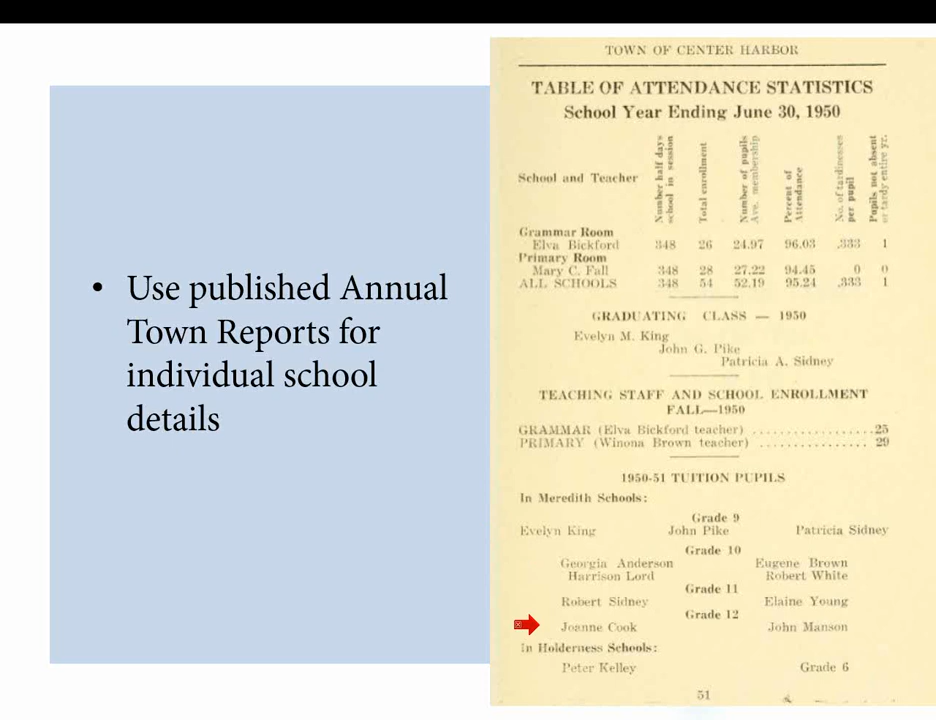 • Use published Annual
Town Reports for
individual school
details
TOWN OF CENTER HARBOR
TABLE OF ATTENDANCE STATISTICS
School Year Ending June 30, 1950
School and Teacher
Number half days
school in session
Total enrollment
Number of pupils
Ave. membership
Percent of
Attendance
No. of tardinesses
per pupil
Pupils not absent
or tardy entire yr.
Grammar Room
Elva Bickford 348 26 24.97 96.03 .333 1
Primary Room
Mary C. Fall 348 28 27.22 94.45 0 0
ALL SCHOOLS 348 54 52.19 95.24 .333 1
GRADUATING CLASS — 1950
Evelyn M. King
John G. Pike
Patricia A. Sidney
TEACHING STAFF AND SCHOOL ENROLLMENT
FALL—1950
GRAMMAR (Elva Bickford teacher) .................25
PRIMARY (Winona Brown teacher) ................ 29
1950-51 TUITION PUPILS
In Meredith Schools:
Grade 9
Evelyn King John Pike Patricia Sidney
Grade 10
Georgia Anderson Eugene Brown
Harrison Lord Robert White
Grade 11
Robert Sidney Elaine Young
Grade 12
Joanne Cook John Manson
In Holderness Schools:
Peter Kelley Grade 6
51